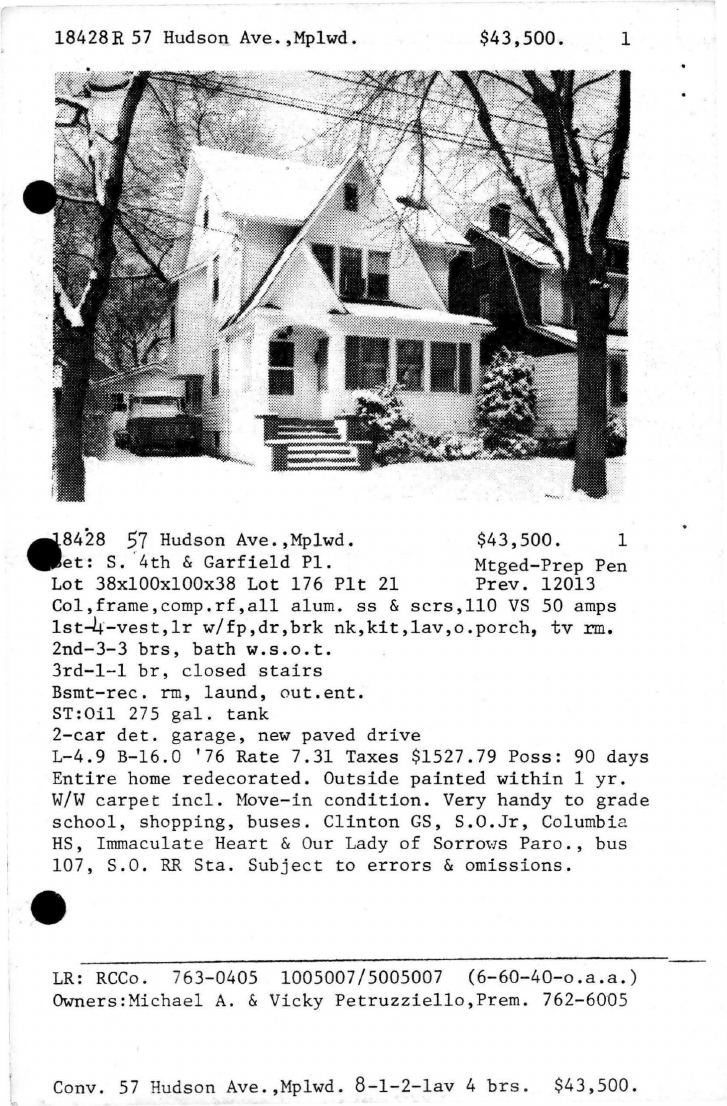 18428R 57 Hudson Ave.,Mplwd. $43,500. 1
18428 57 Hudson Ave.,Mplwd. $43,500. 1
et: S. 4th & Garfield Pl. Mtged-Prep Pen
Lot 38x100x100x38 Lot 176 Plt 21 Prev. 12013
Col,frame,comp.rf,all alum. ss & scrs,110 VS 50 amps
1st-4-vest,lr w/fp,dr,brk nk,kit,lav,o.porch, tv rm.
2nd-3-3 brs, bath w.s.o.t.
3rd-1-1 br, closed stairs
Bsmt-rec. rm, laund, out.ent.
ST:Oil 275 gal. tank
2-car det. garage, new paved drive
L-4.9 B-16.0 '76 Rate 7.31 Taxes $1527.79 Poss: 90 days
Entire home redecorated. Outside painted within 1 yr.
W/W carpet incl. Move-in condition. Very handy to grade
school, shopping, buses. Clinton GS, S.O.Jr, Columbia
HS, Immaculate Heart & Our Lady of Sorrows Paro., bus
107, S.O. RR Sta. Subject to errors & omissions.
LR: RCCo. 763-0405 1005007/5005007 (6-60-40-o.a.a.)
Owners:Michael A. & Vicky Petruzziello,Prem. 762-6005
Conv. 57 Hudson Ave.,Mplwd. 8-1-2-lav 4 brs. $43,500.